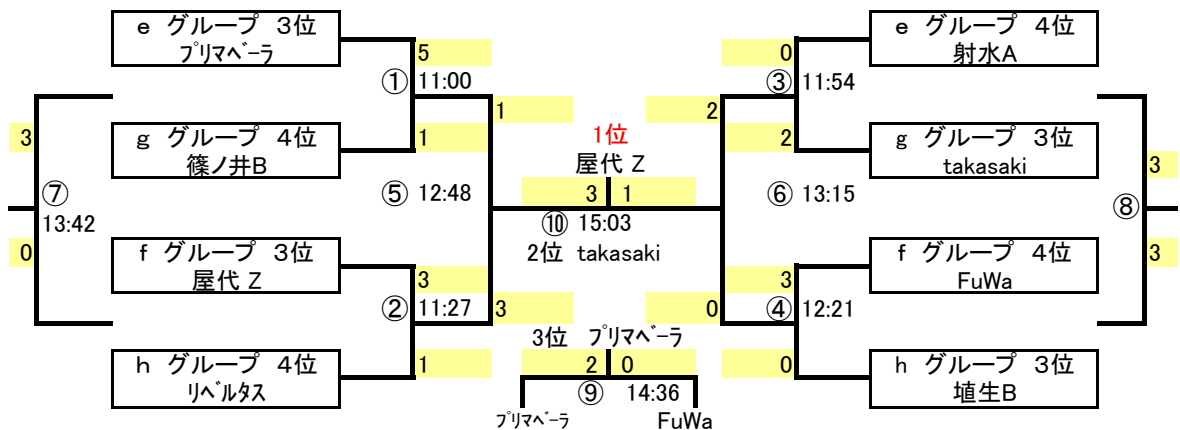 e グループ 3位
プリマベーラ
5
① 11:00
1
g グループ 4位
篠ノ井B
1
3
⑦
13:42
0
⑤ 12:48
f グループ 3位
屋代 Z
3
② 11:27
3
h グループ 4位
リベルタス
1
1位
屋代 Z
3 1
⑩ 15:03
2位 takasaki
3位 プリマベーラ
2 0
⑨ 14:36
プリマベーラ FuWa
e グループ 4位
射水A
0
③ 11:54
2
g グループ 3位
takasaki
2
⑥ 13:15
3
⑧
3
f グループ 4位
FuWa
3
④ 12:21
0
h グループ 3位
埴生B
0